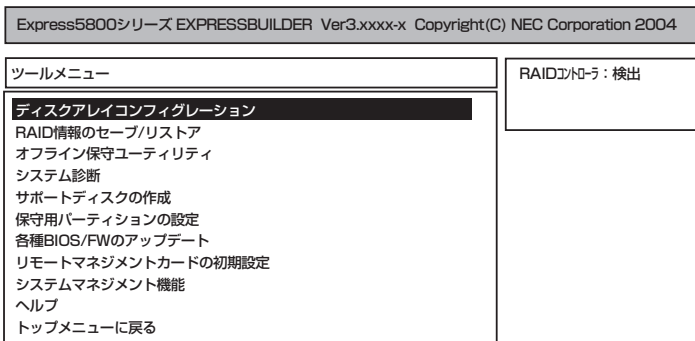 Express5800シリーズ EXPRESSBUILDER Ver3.xxxx-x Copyright(C) NEC Corporation 2004
ツールメニュー
RAIDｺﾝﾄﾛｰﾗ：検出
ディスクアレイコンフィグレーション
RAID情報のセーブ/リストア
オフライン保守ユーティリティ
システム診断
サポートディスクの作成
保守用パーティションの設定
各種BIOS/FWのアップデート
リモートマネジメントカードの初期設定
システムマネジメント機能
ヘルプ
トップメニューに戻る